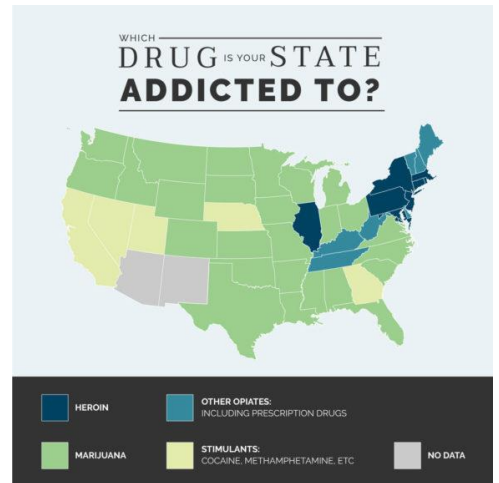 WHICH
DRUG IS YOUR STATE
ADDICTED TO?
HEROIN
OTHER OPIATES:
INCLUDING PRESCRIPTION DRUGS
MARIJUANA
STIMULANTS:
COCAINE, METHAMPHETAMINE, ETC
NO DATA